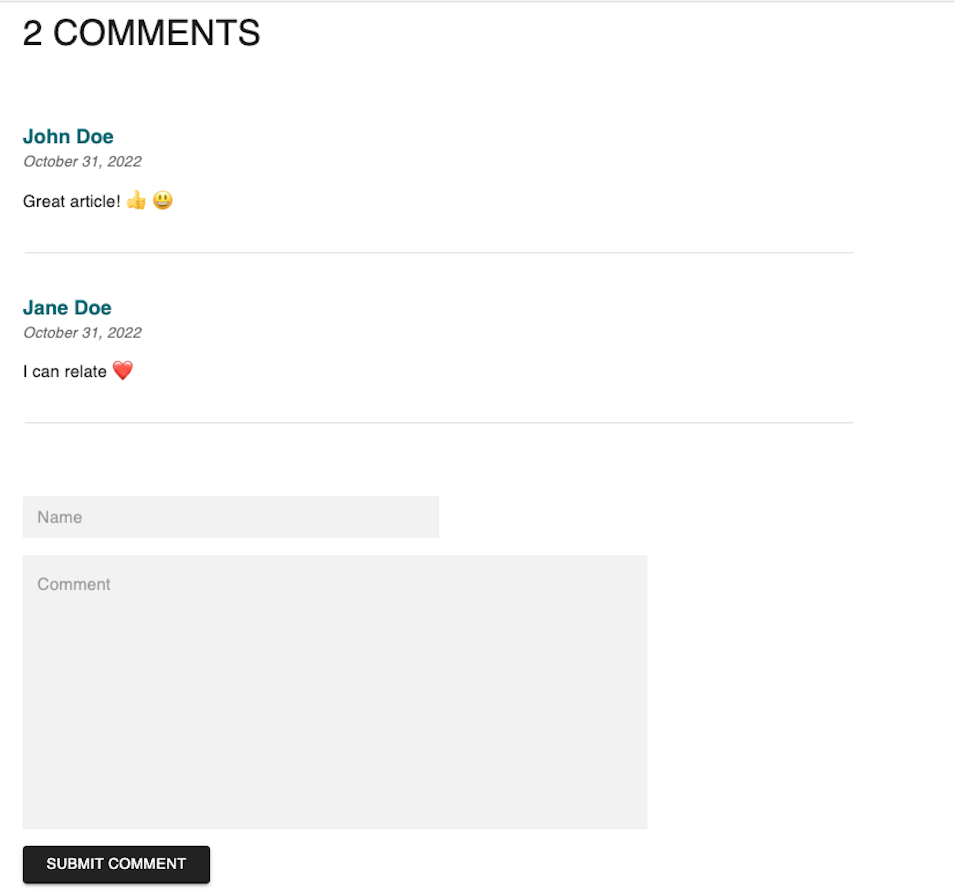 2 COMMENTS
John Doe
October 31, 2022
Great article! 👍 😃
Jane Doe
October 31, 2022
I can relate ❤️
Name
Comment
SUBMIT COMMENT